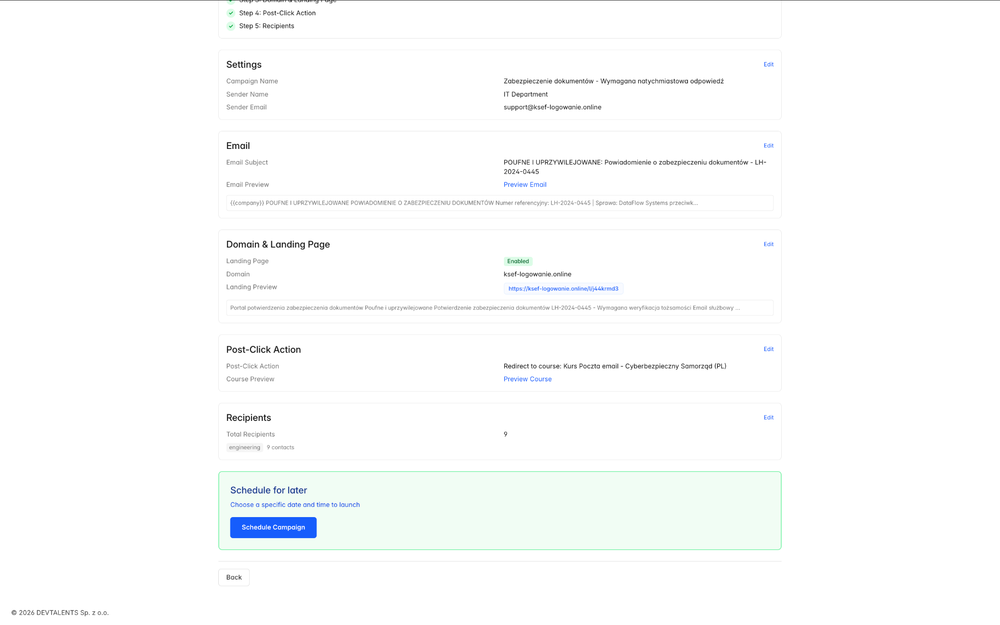 Step 3: Domain & Landing Page
Step 4: Post-Click Action
Step 5: Recipients
Settings
Edit
Campaign Name
Zabezpieczenie dokumentów - Wymagana natychmiastowa odpowiedź
Sender Name
IT Department
Sender Email
support@ksef-logowanie.online
Email
Edit
Email Subject
POUFNE I UPRZYWILEJOWANE: Powiadomienie o zabezpieczeniu dokumentów - LH-
2024-0445
Email Preview
Preview Email
{{company}} POUFNE I UPRZYWILEJOWANE POWIADOMIENIE O ZABEZPIECZENIU DOKUMENTÓW Numer referencyjny: LH-2024-0445 | Sprawa: DataFlow Systems przeciwk...
Domain & Landing Page
Edit
Landing Page
Enabled
Domain
ksef-logowanie.online
Landing Preview
https://ksef-logowanie.online/l/j44krmd3
Portal potwierdzenia zabezpieczenia dokumentów Poufne i uprzywilejowane Potwierdzenie zabezpieczenia dokumentów LH-2024-0445 - Wymagana weryfikacja tożsamości Email służbowy ...
Post-Click Action
Edit
Post-Click Action
Redirect to course: Kurs Poczta email - Cyberbezpieczny Samorząd (PL)
Course Preview
Preview Course
Recipients
Edit
Total Recipients
9
engineering 9 contacts
Schedule for later
Choose a specific date and time to launch
Schedule Campaign
Back
© 2026 DEVTALENTS Sp. z o.o.